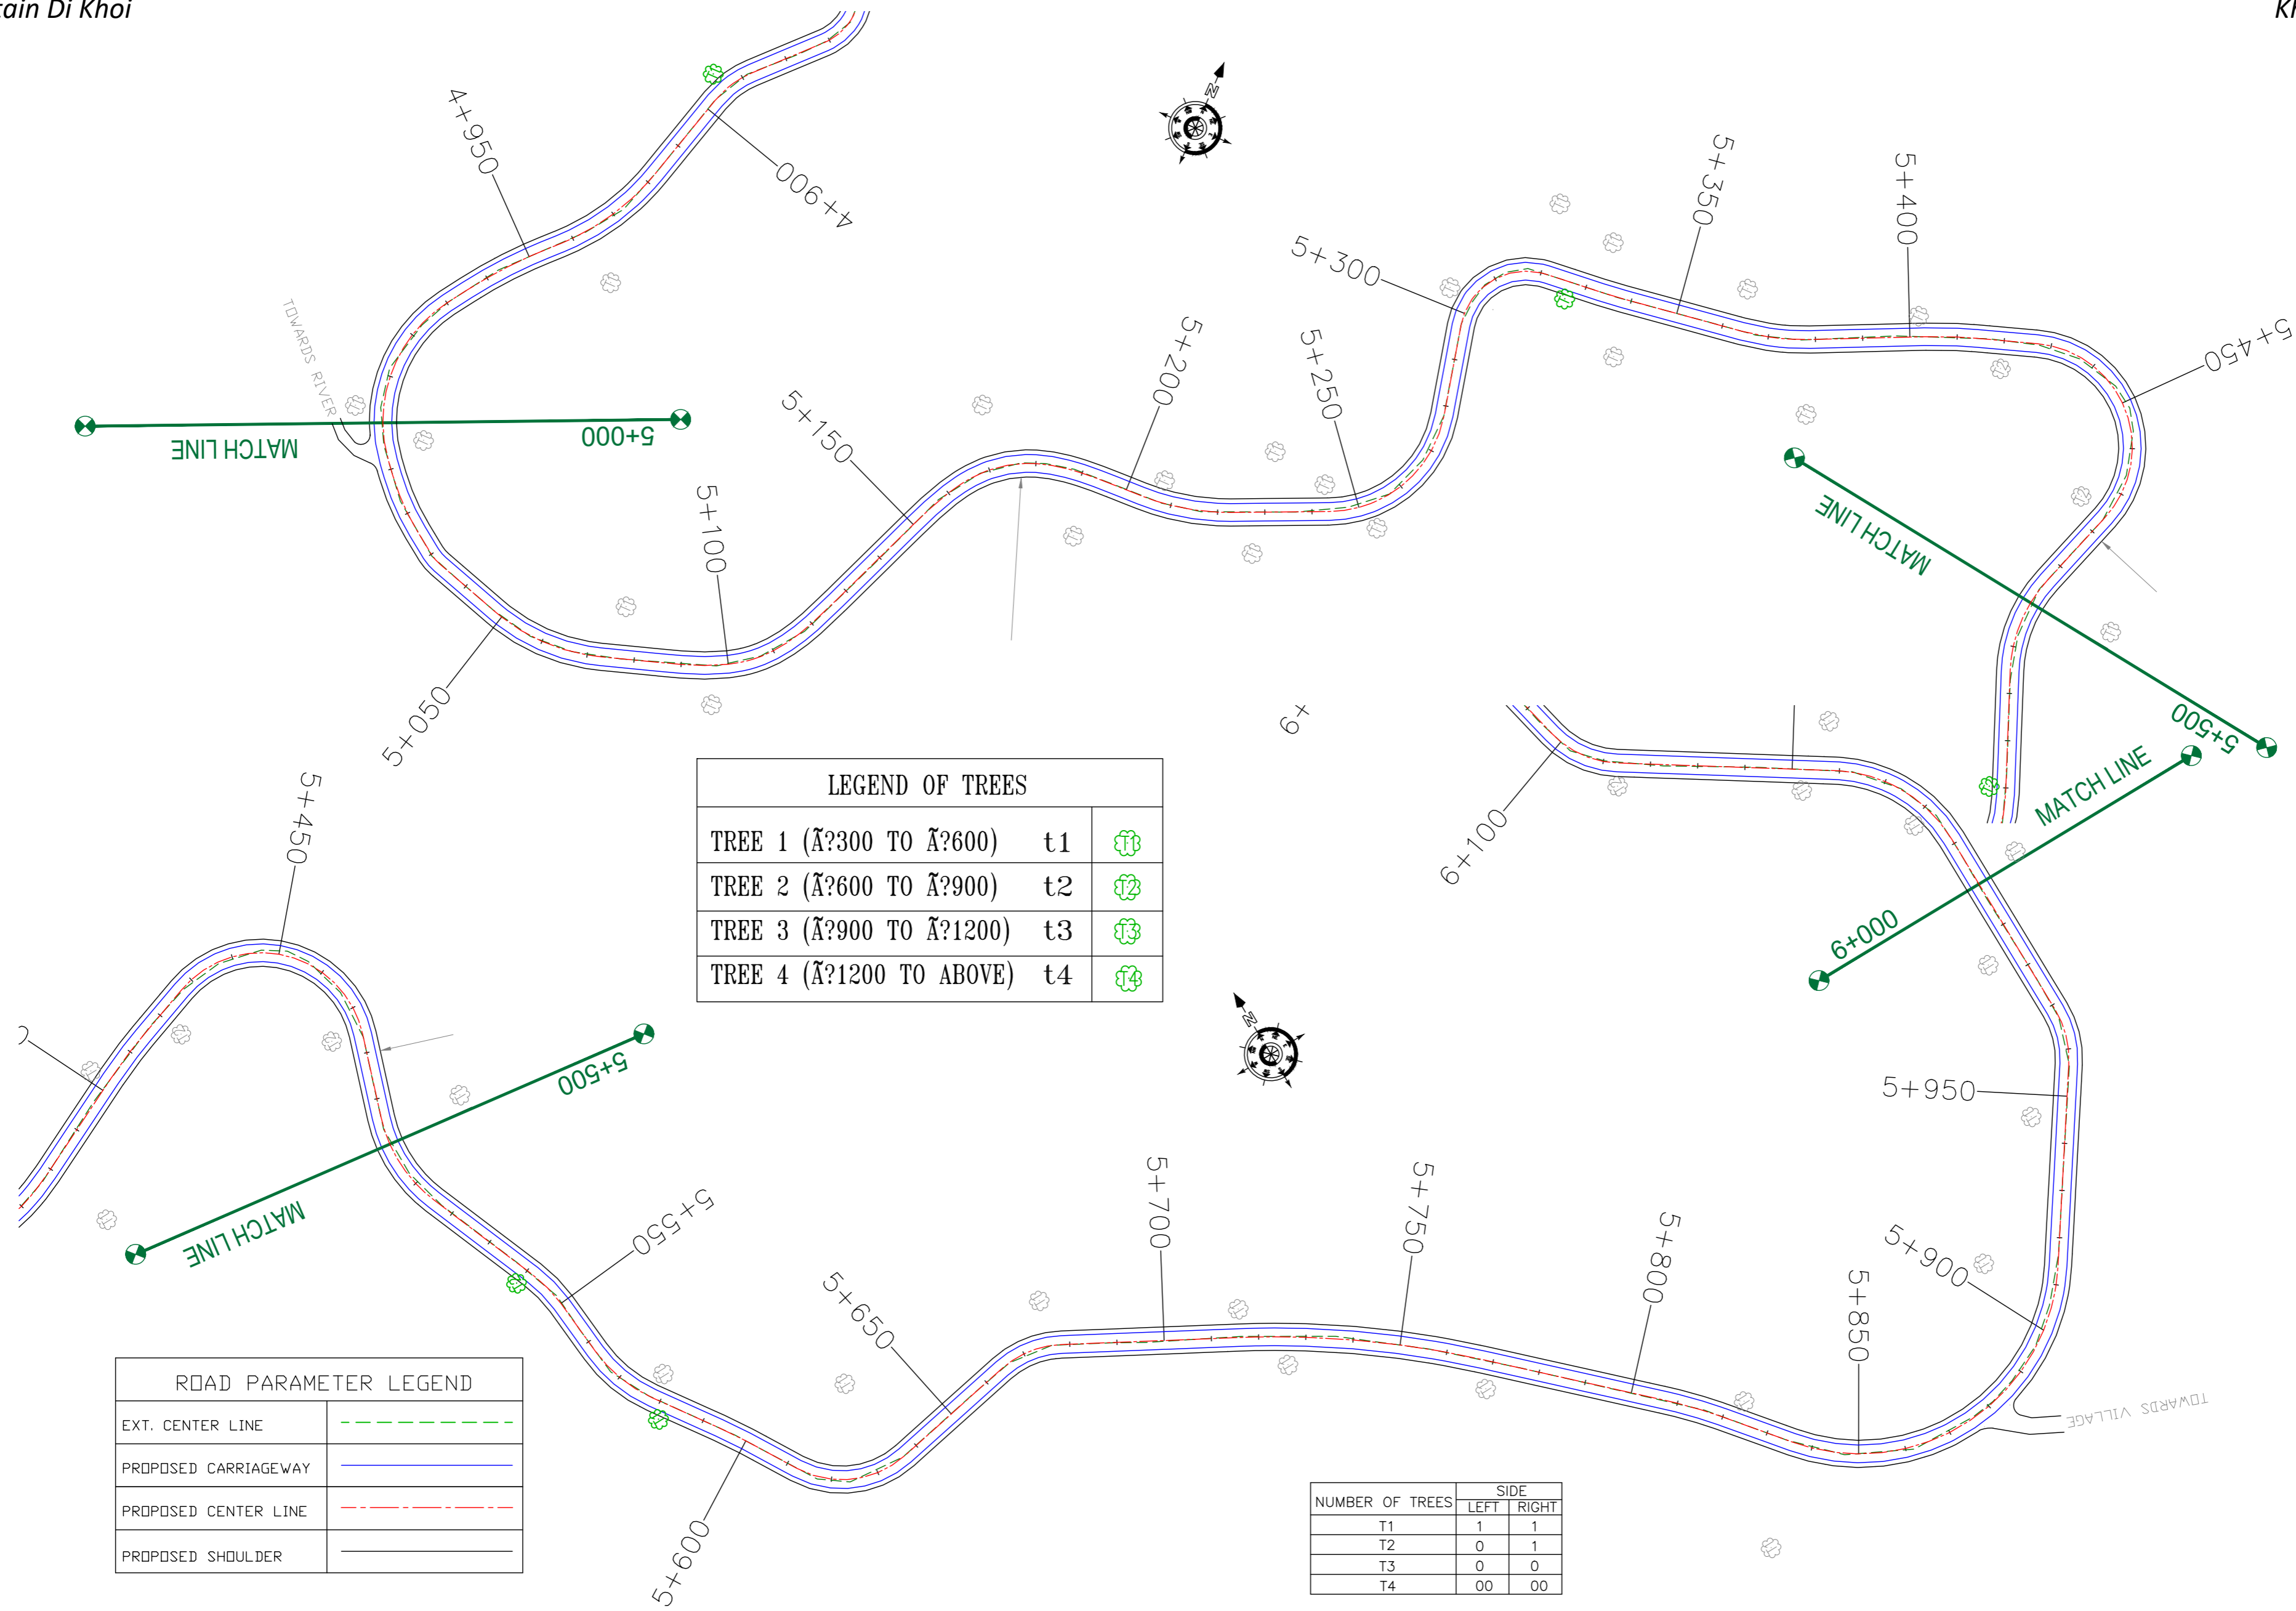 tain Di Khoi
4+950
4+900
N
5+350
5+400
5+300
5+450
TOWARDS RIVER
5+250
5+200
5+150
MATCH LINE
5+000
5+100
MATCH LINE
5+500
5+050
6+
5+450
LEGEND OF TREES
TREE 1 (Ã?300 TO Ã?600) t1 T1
TREE 2 (Ã?600 TO Ã?900) t2 T2
TREE 3 (Ã?900 TO Ã?1200) t3 T3
TREE 4 (Ã?1200 TO ABOVE) t4 T4
6+100
MATCH LINE
6+000
N
5+500
MATCH LINE
5+950
5+550
5+700
5+750
5+800
5+900
5+650
5+850
TOWARDS VILLAGE
5+600
ROAD PARAMETER LEGEND
EXT. CENTER LINE
PROPOSED CARRIAGEWAY
PROPOSED CENTER LINE
PROPOSED SHOULDER
NUMBER OF TREES SIDE
LEFT RIGHT
T1 1 1
T2 0 1
T3 0 0
T4 00 00